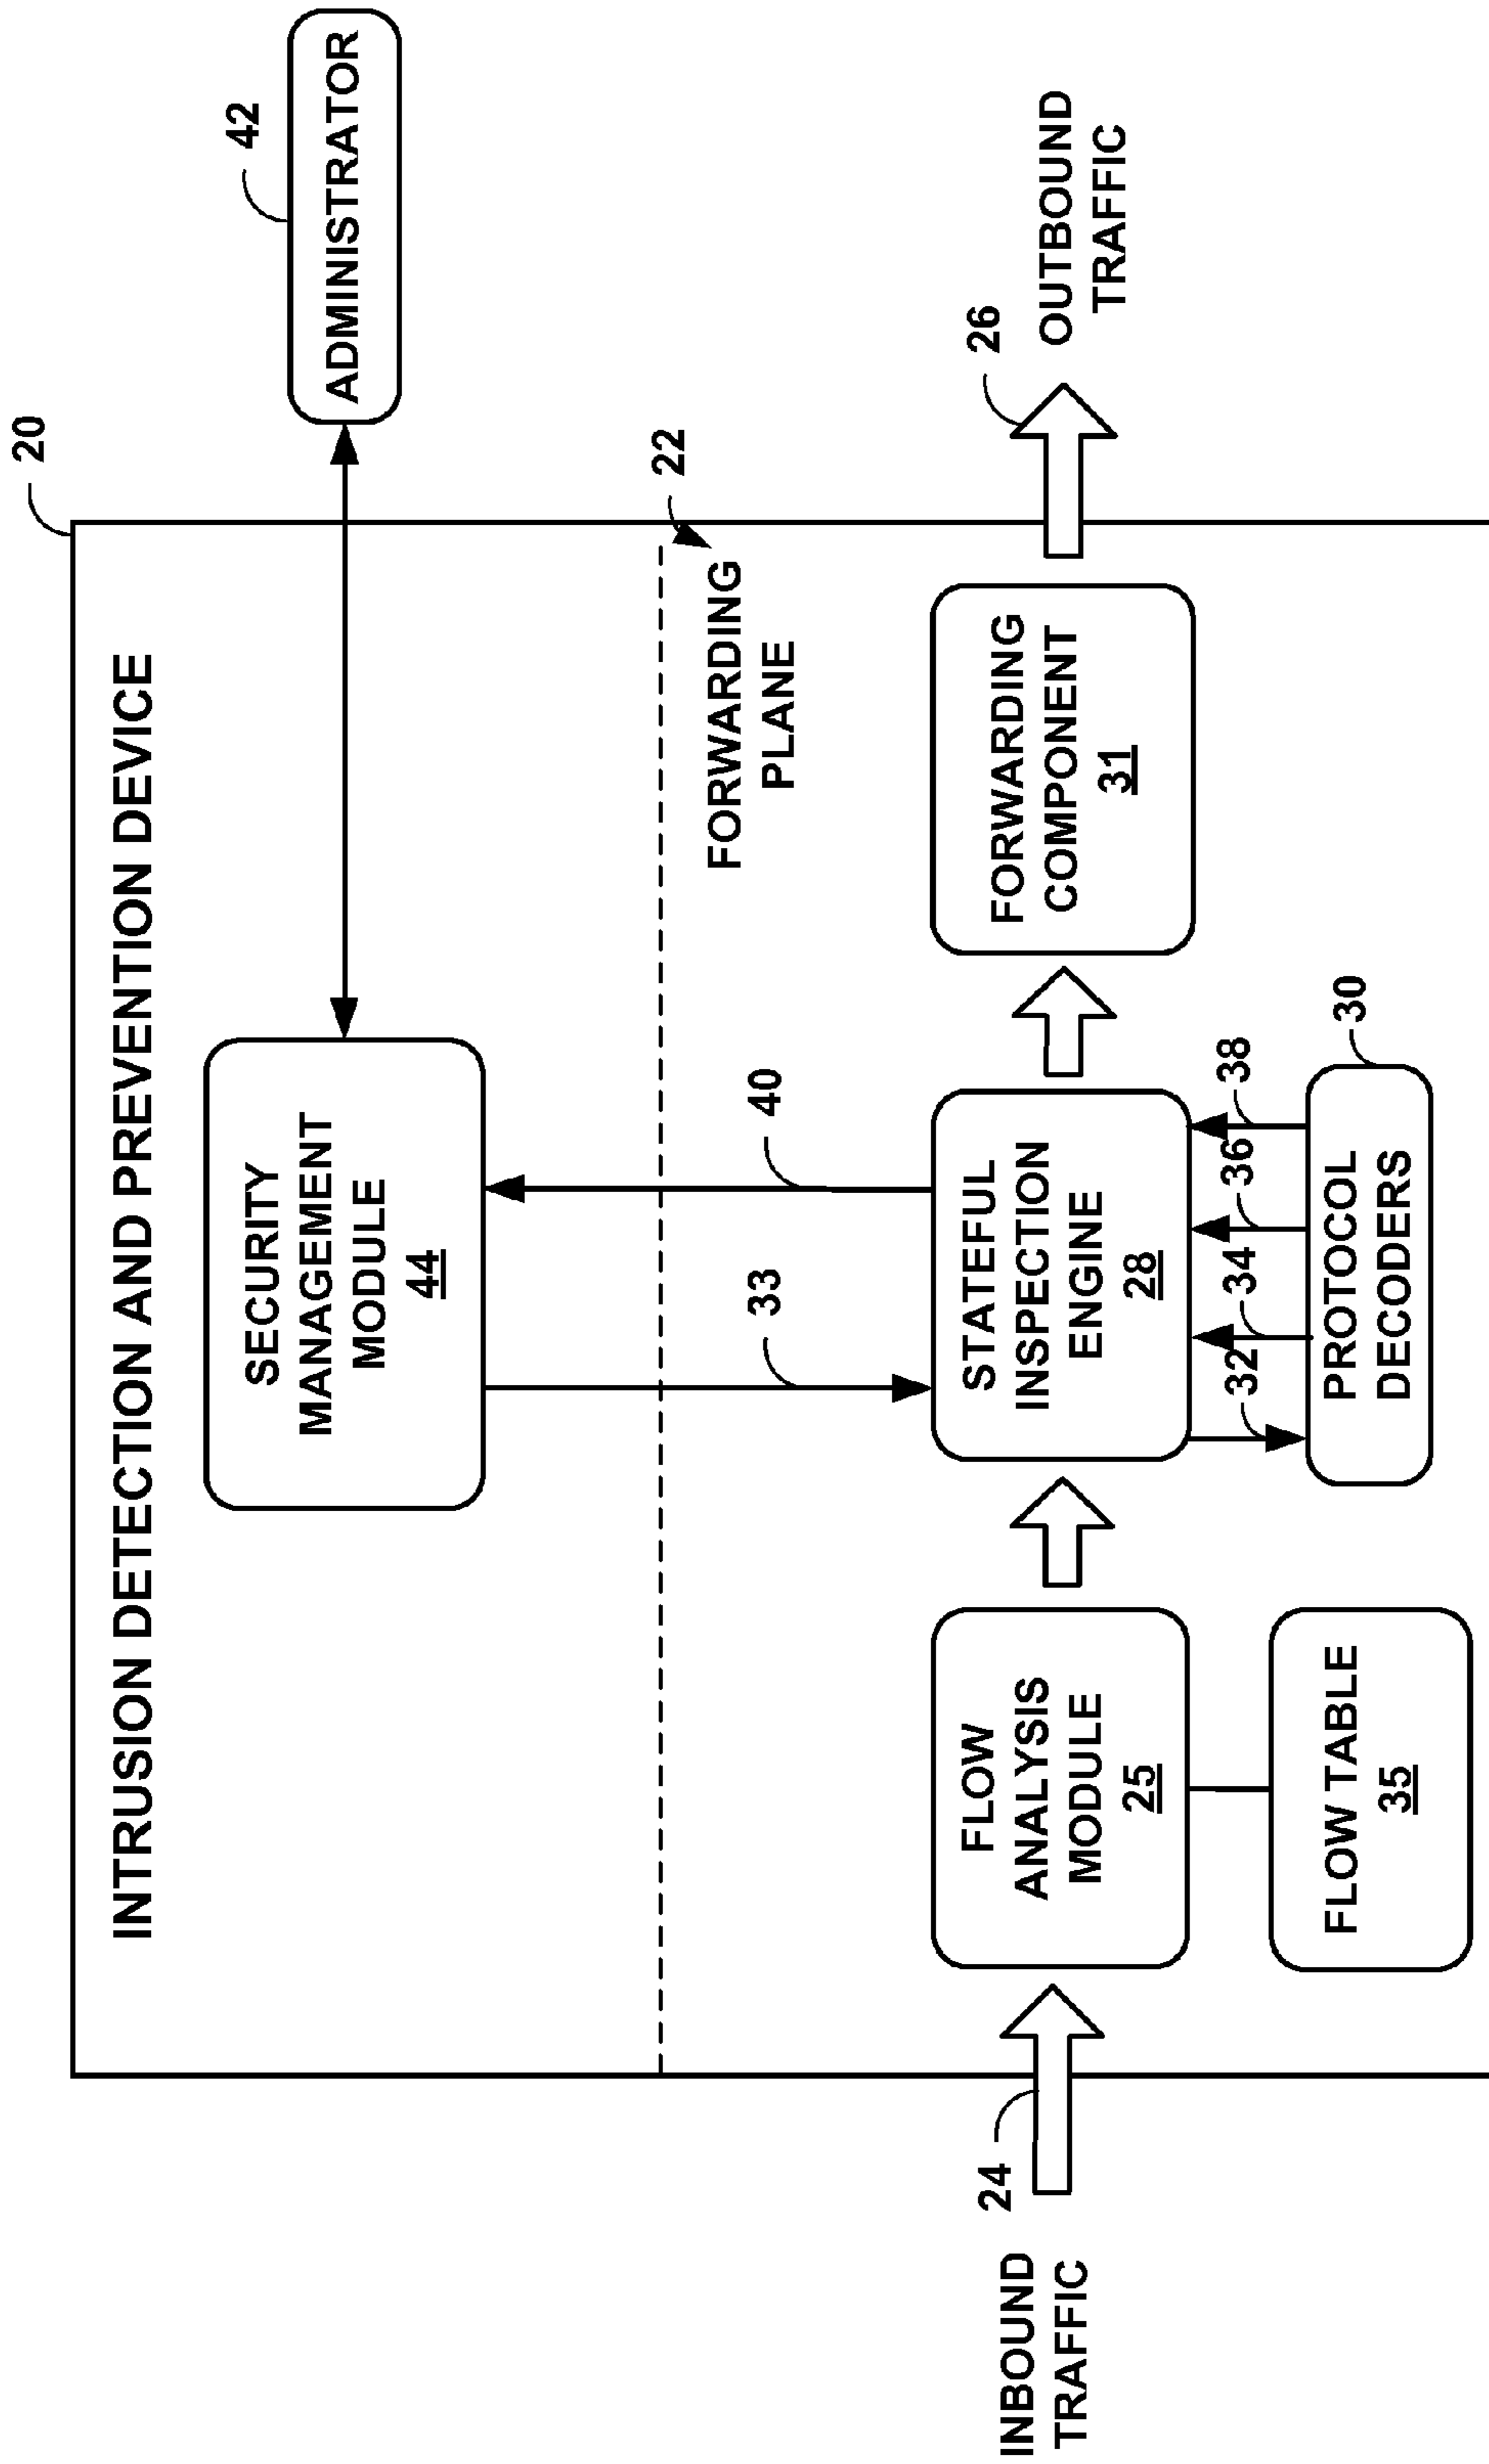 20
INTRUSION DETECTION AND PREVENTION DEVICE
42
ADMINISTRATOR
SECURITY
MANAGEMENT
MODULE
44
22
FORWARDING
PLANE
33
40
INBOUND
TRAFFIC
24
FLOW
ANALYSIS
MODULE
25
STATEFUL
INSPECTION
ENGINE
28
FORWARDING
COMPONENT
31
26
OUTBOUND
TRAFFIC
32
34
36
38
30
FLOW TABLE
35
PROTOCOL
DECODERS